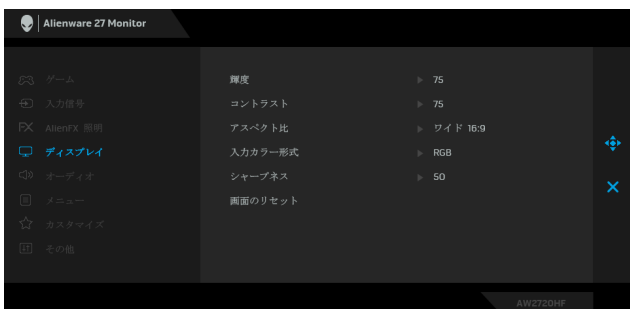 Alienware 27 Monitor
ゲーム
入力信号
AlienFX 照明
ディスプレイ
オーディオ
メニュー
カスタマイズ
その他
輝度 75
コントラスト 75
アスペクト比 ワイド 16:9
入力カラー形式 RGB
シャープネス 50
画面のリセット
AW2720HF